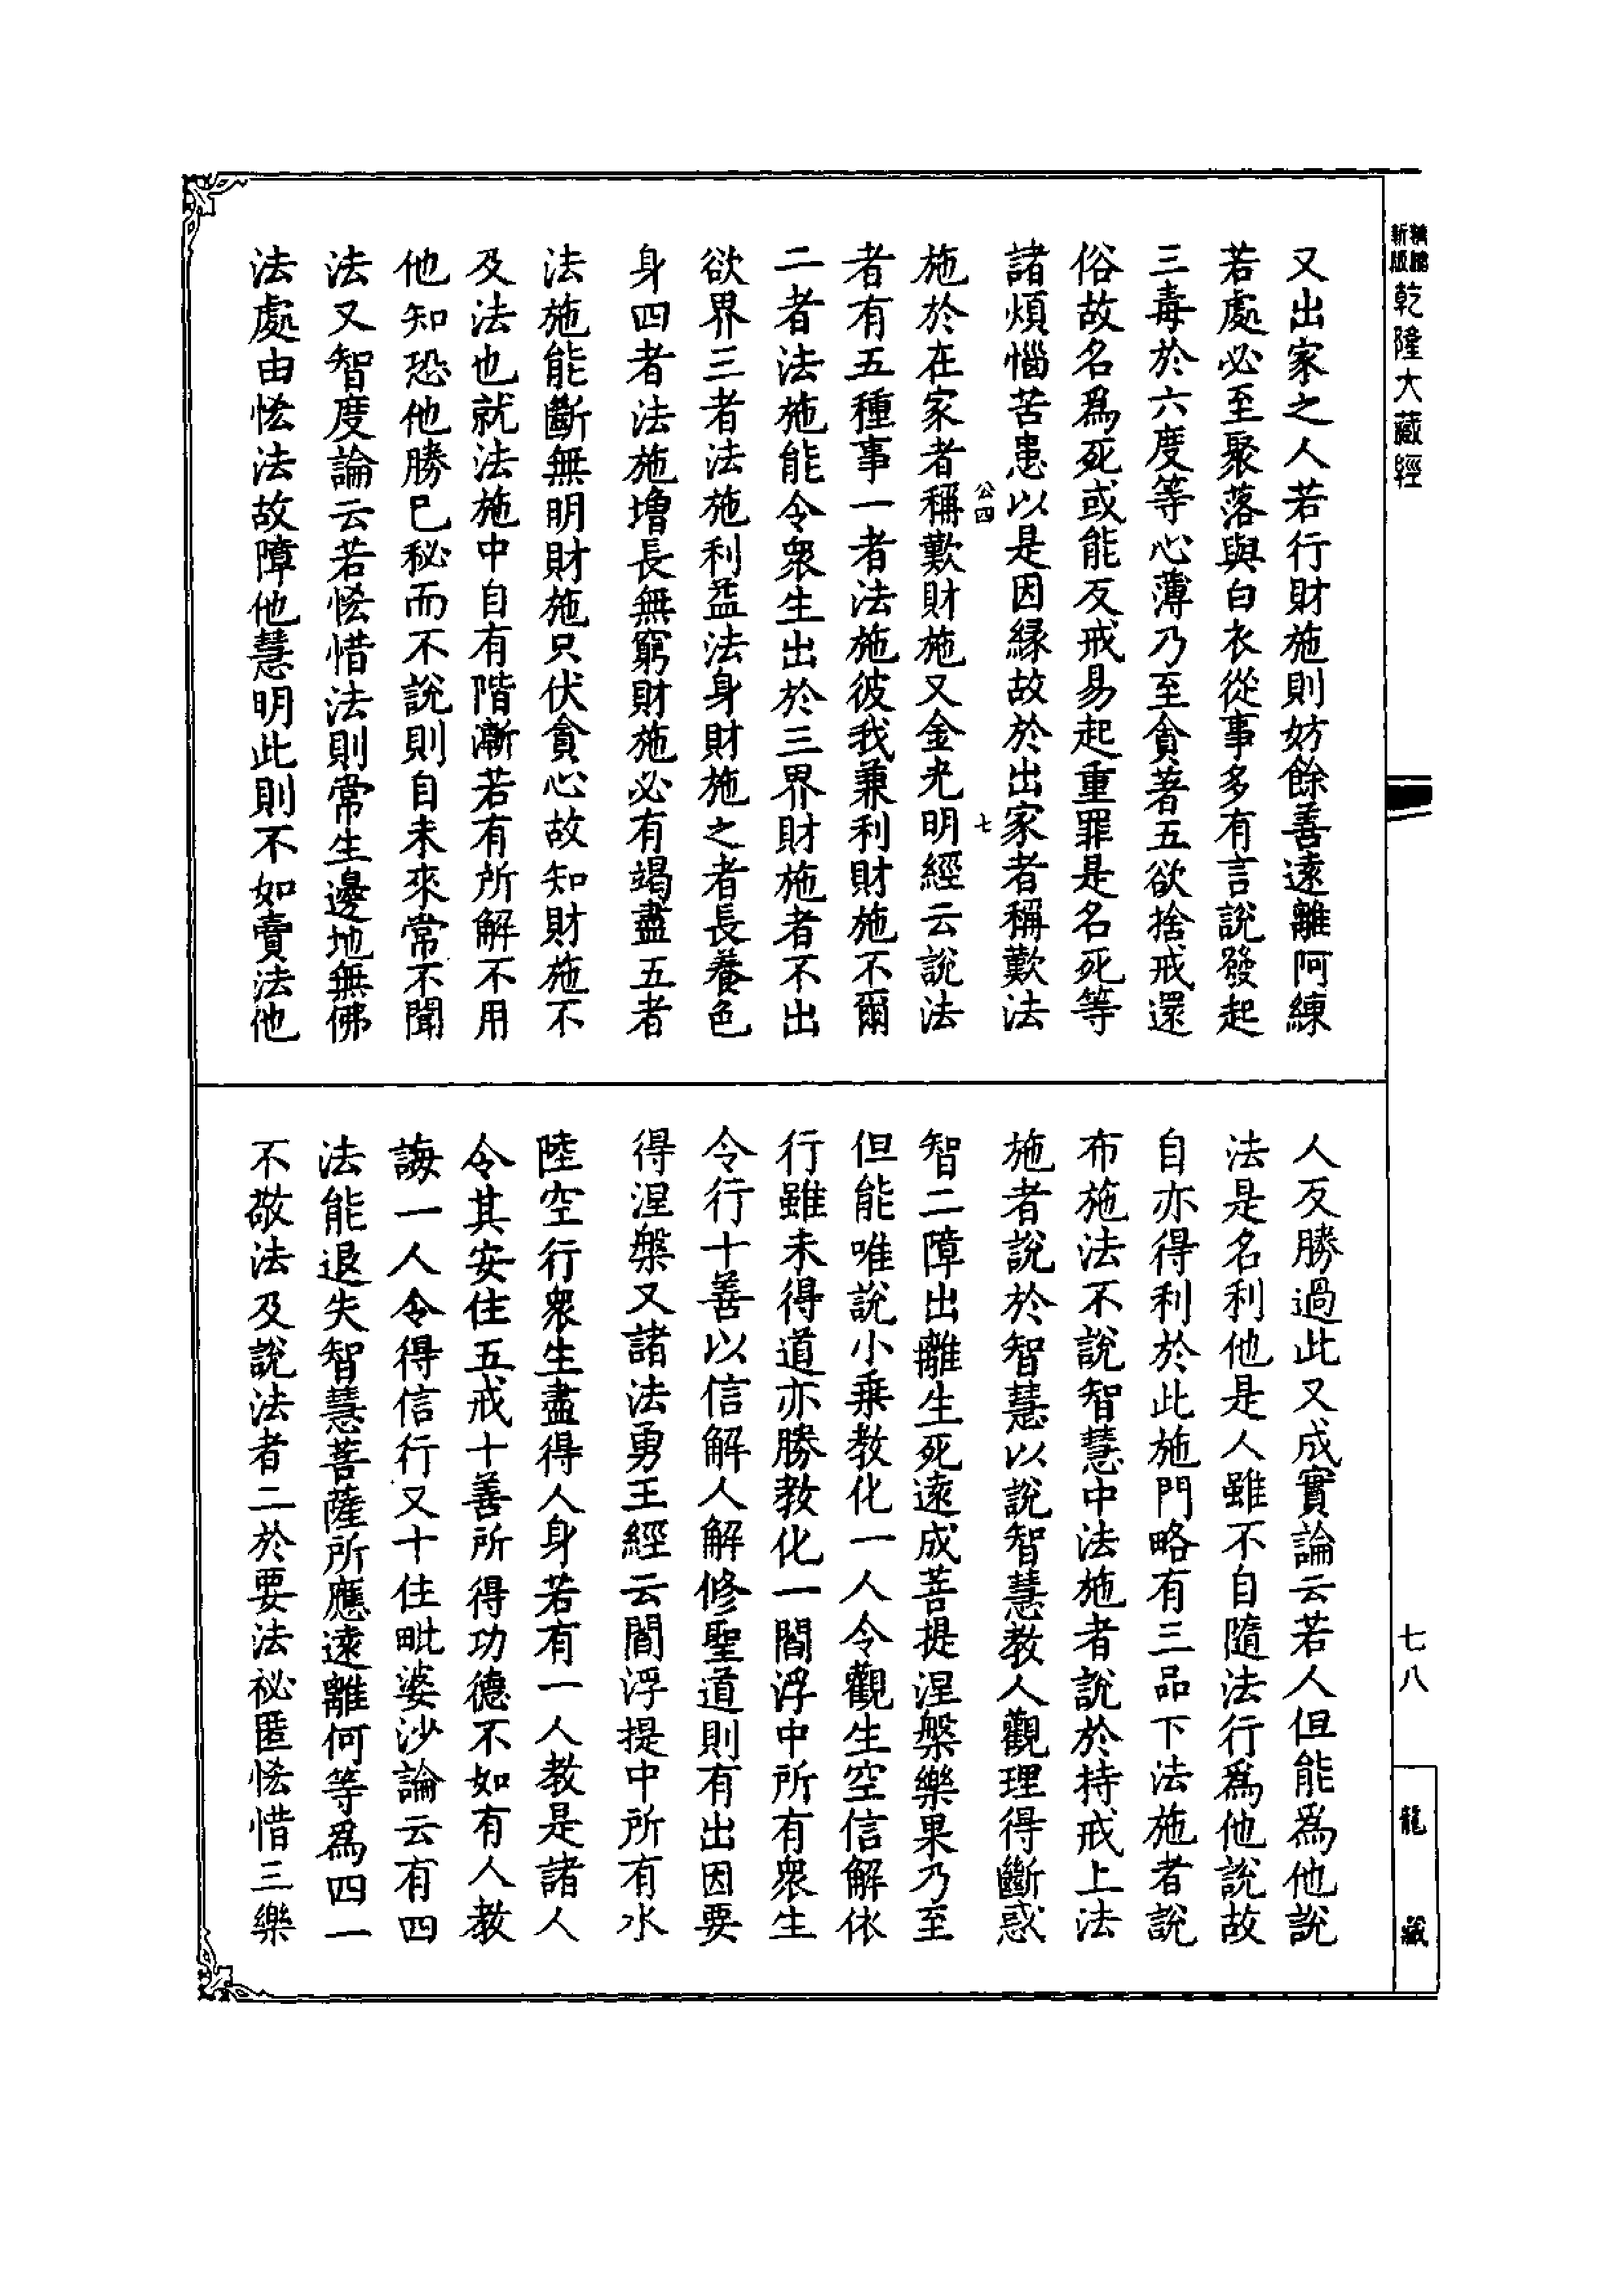 新版
精縮
乾隆大藏經
又出家之人若行財施則妨餘善遠離阿練
若處必至聚落與白衣從事多有言說發起
三毒於六度等心薄乃至貪著五欲捨戒還
俗故名爲死或能反戒易起重罪是名死等
諸煩惱苦患以是因緣故於出家者稱歎法
公四
七
施於在家者稱歎財施又金光明經云說法
者有五種事一者法施彼我兼利財施不爾
二者法施能令衆生出於三界財施者不出
欲界三者法施利益法身財施之者長養色
身四者法施增長無窮財施必有竭盡五者
法施能斷無明財施只伏貪心故知財施不
及法也就法施中自有階漸若有所解不用
他知恐他勝已秘而不說則自未來常不聞
法又智度論云若悋惜法則常生邊地無佛
法處由悋法故障他慧明此則不如賣法他
人反勝過此又成實論云若人但能爲他說
法是名利他是人雖不自隨法行爲他說故
自亦得利於此施門略有三品下法施者說
布施法不說智慧中法施者說於持戒上法
施者說於智慧以說智慧教人觀理得斷惑
智二障出離生死遠成菩提涅槃樂果乃至
但能唯說小乗教化一人令觀生空信解依
行雖未得道亦勝教化一閻浮中所有衆生
令行十善以信解人解修聖道則有出因要
得涅槃又諸法勇王經云閻浮提中所有水
陸空行衆生盡得人身若有一人教是諸人
令其安住五戒十善所得功德不如有人教
誨一人令得信行又十住毗婆沙論云有四
法能退失智慧菩薩所應遠離何等爲四一
不敬法及說法者二於要法祕匿悋惜三樂
七八
龍藏